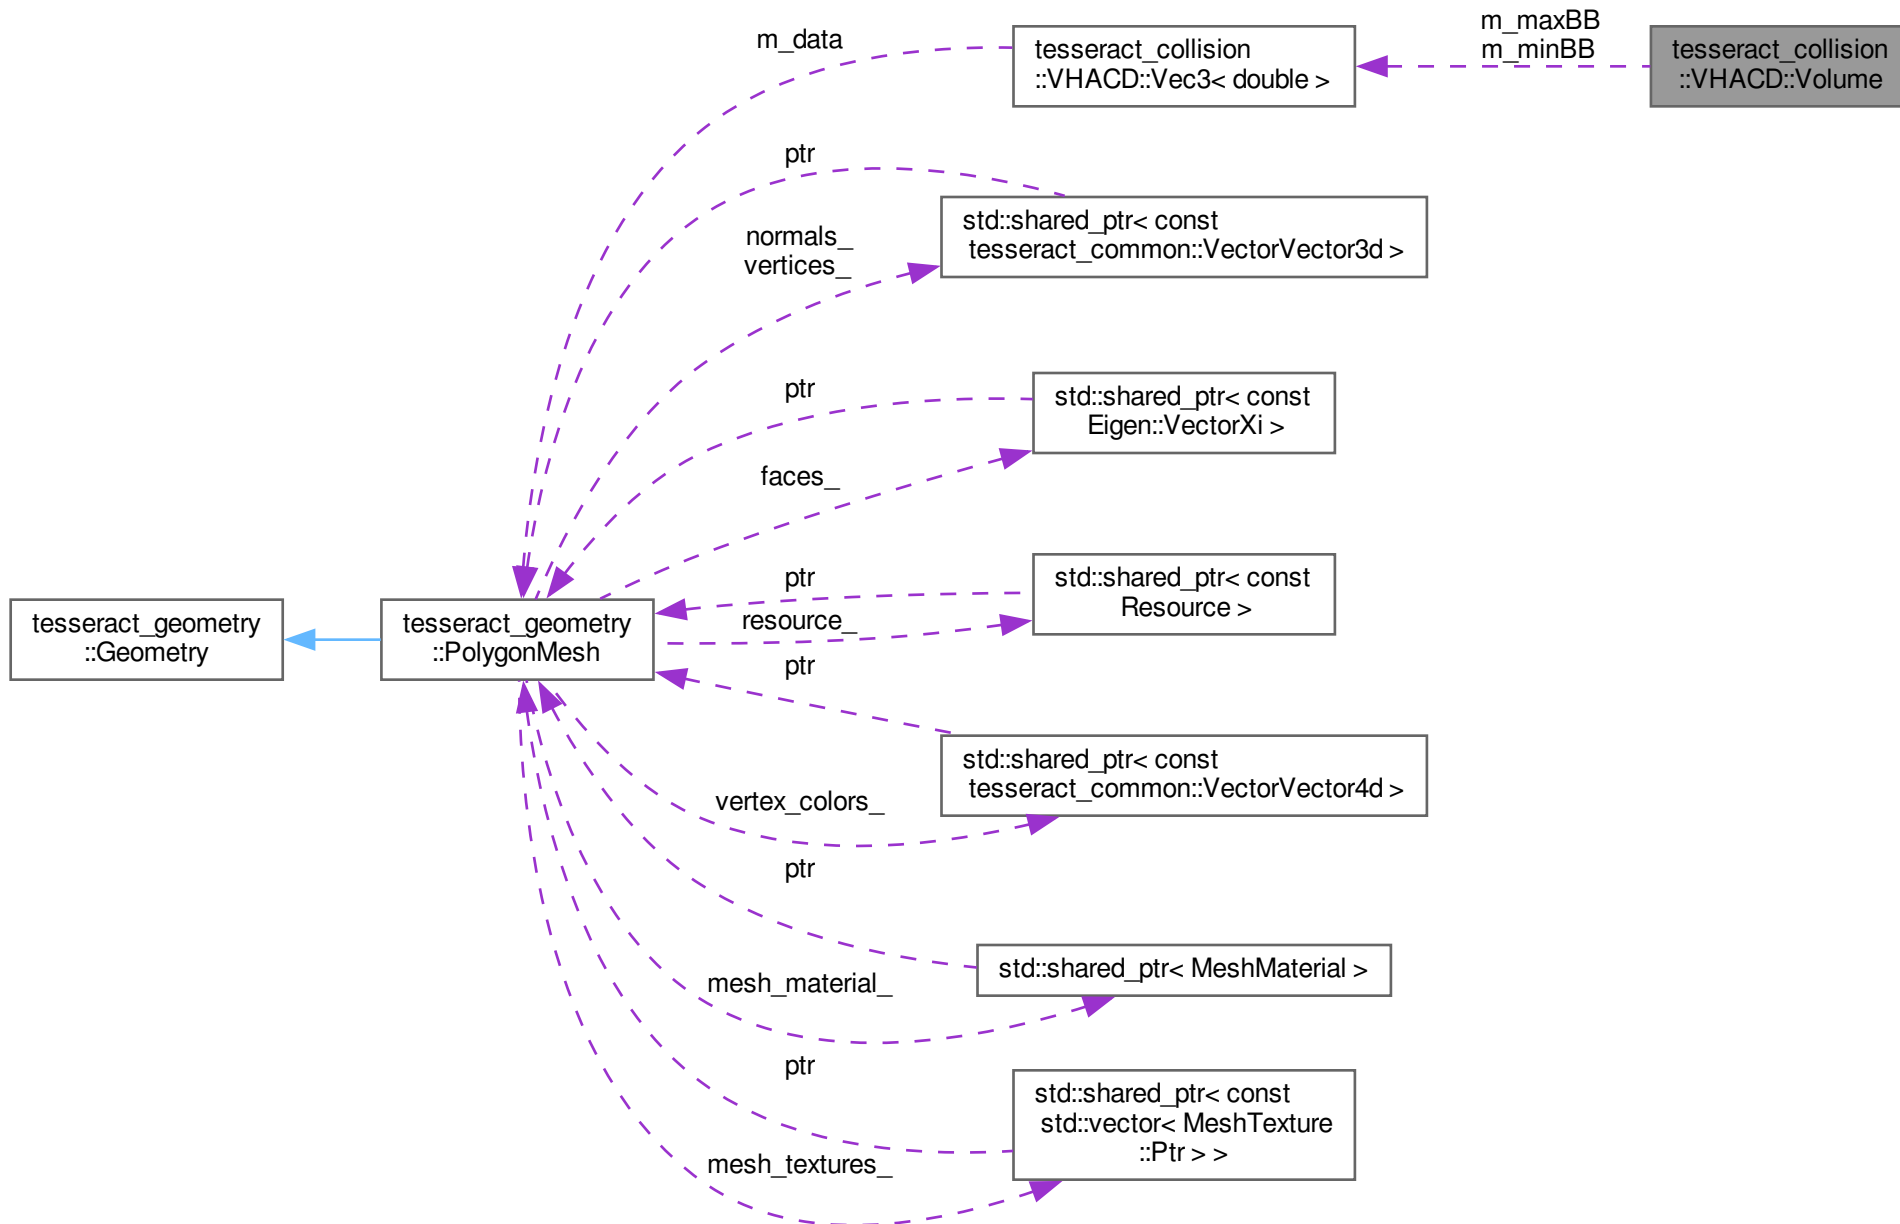 m_data
tesseract_collision
::VHACD::Vec3< double >
m_maxBB
m_minBB
tesseract_collision
::VHACD::Volume
ptr
std::shared_ptr< const
tesseract_common::VectorVector3d >
normals_
vertices_
ptr
std::shared_ptr< const
Eigen::VectorXi >
faces_
ptr
std::shared_ptr< const
Resource >
resource_
tesseract_geometry
::Geometry
tesseract_geometry
::PolygonMesh
ptr
std::shared_ptr< const
tesseract_common::VectorVector4d >
vertex_colors_
ptr
std::shared_ptr< MeshMaterial >
mesh_material_
ptr
std::shared_ptr< const
std::vector< MeshTexture
::Ptr > >
mesh_textures_